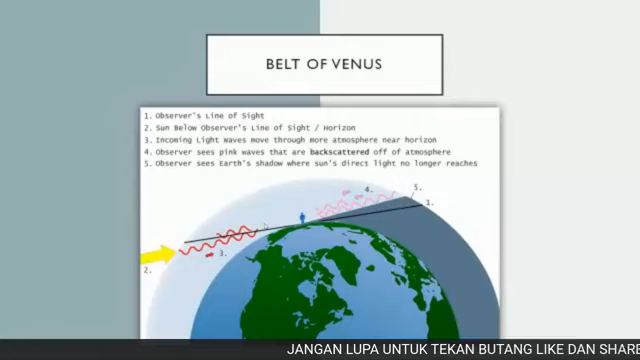 BELT OF VENUS
1. Observer's Line of Sight
2. Sun Below Observer's Line of Sight / Horizon
3. Incoming Light Waves move through more atmosphere near horizon
4. Observer sees pink waves that are backscattered off of atmosphere
5. Observer sees Earth's shadow where sun's direct light no longer reaches
4.
5.
1.
3.
2.
JANGAN LUPA UNTUK TEKAN BUTANG LIKE DAN SHARE